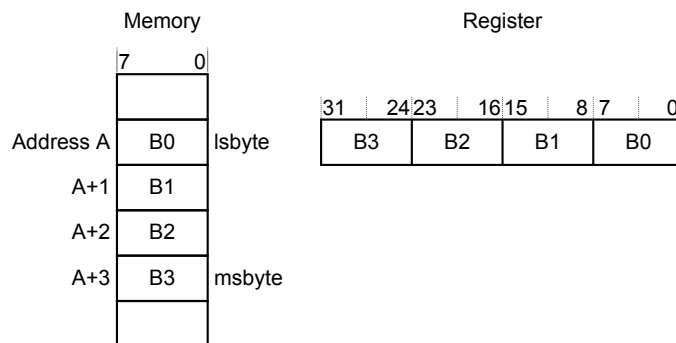 Memory Register
7 0
31 24 23 16 15 8 7 0
Address A B0 lsbyte B3 B2 B1 B0
A+1 B1
A+2 B2
A+3 B3 msbyte